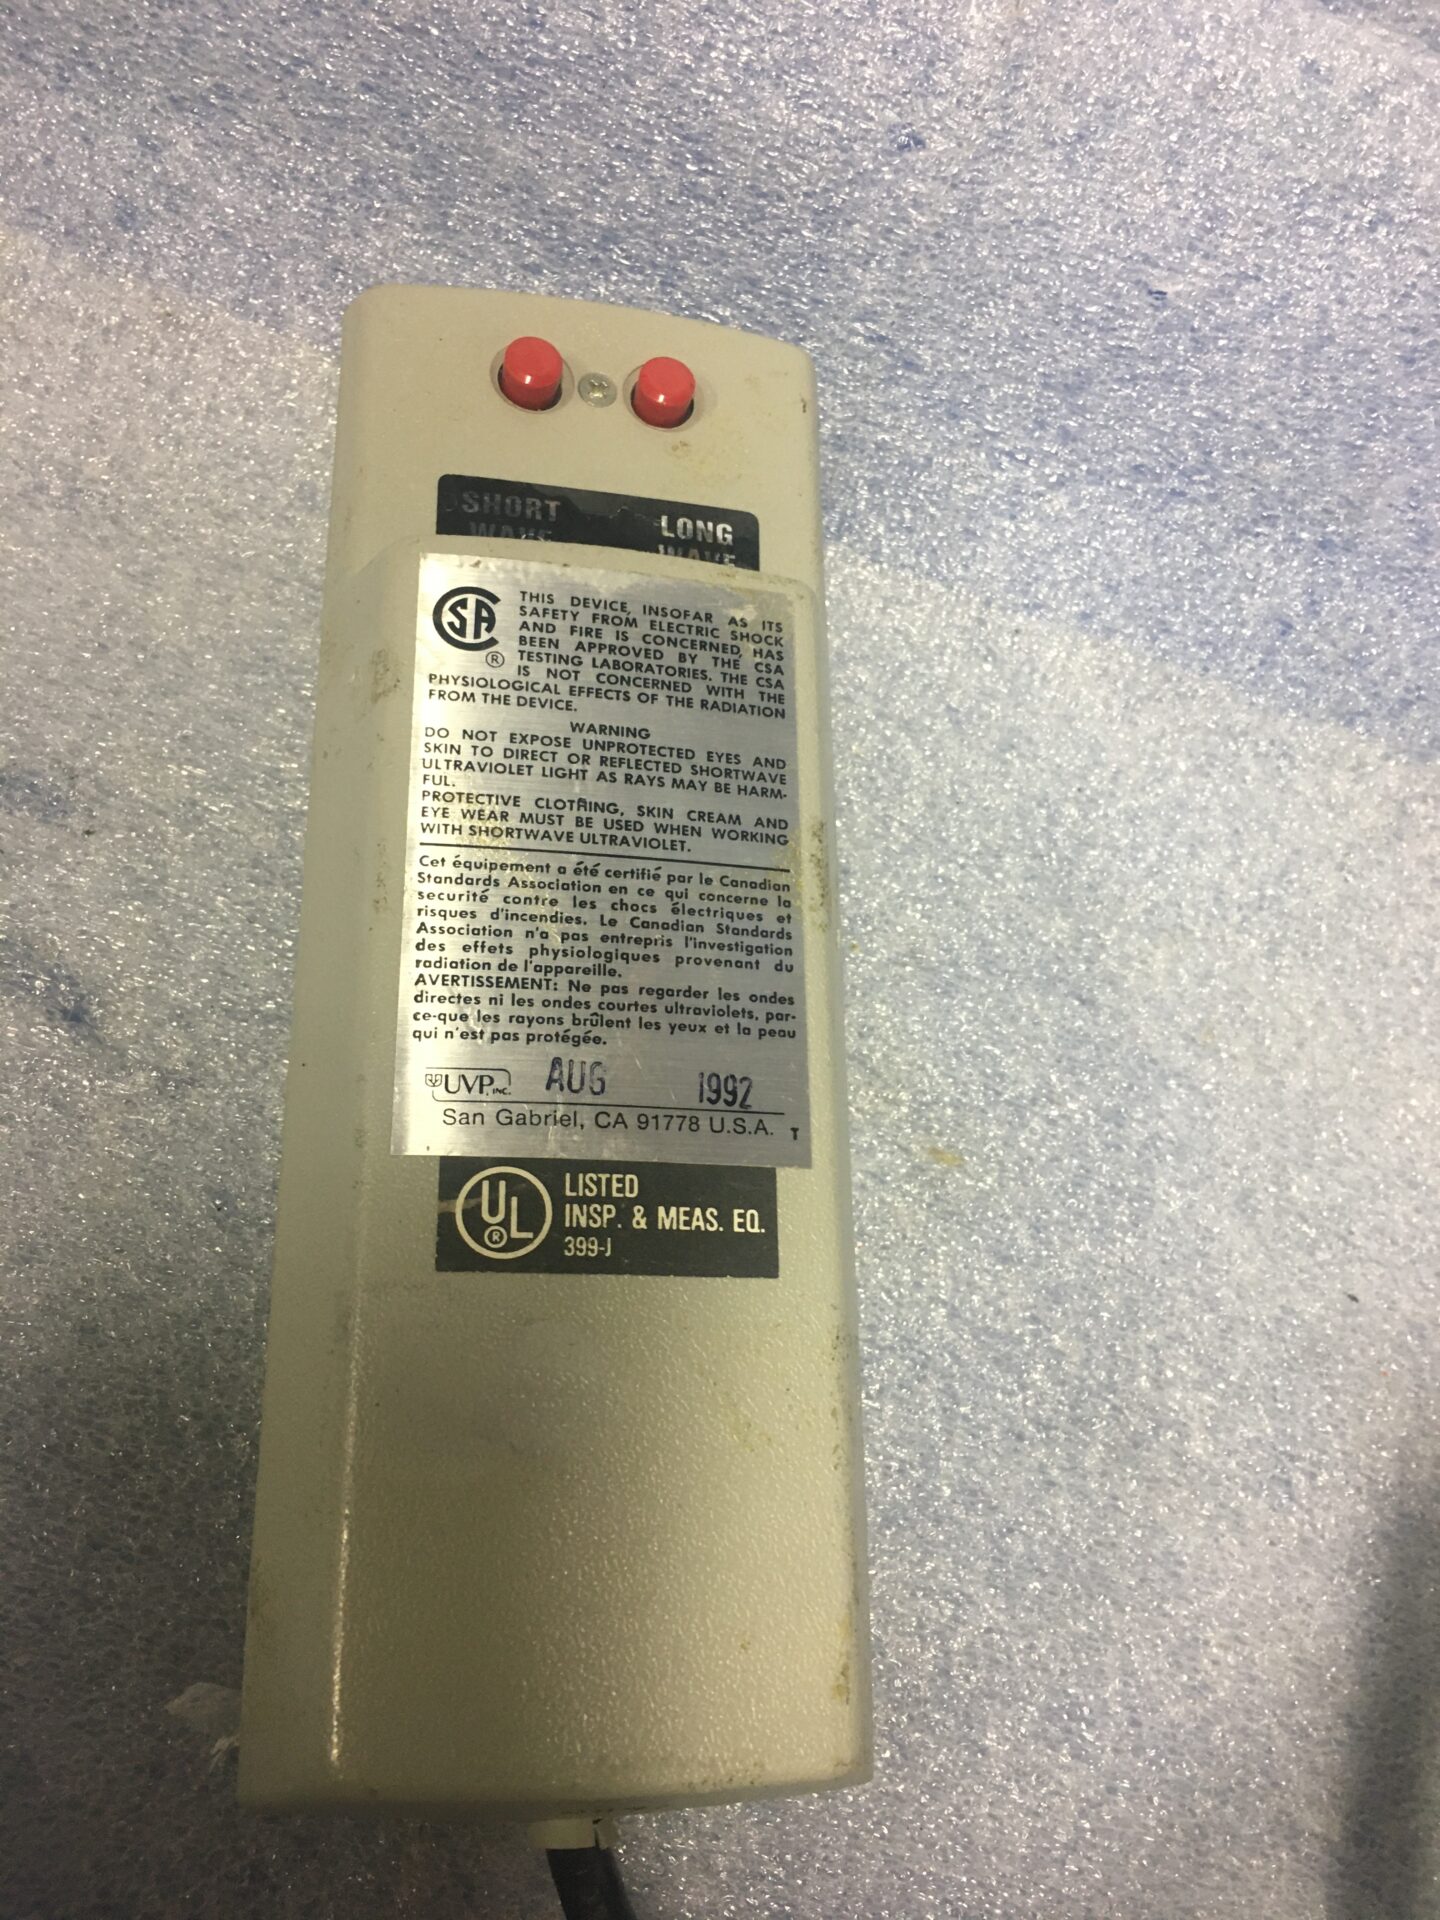 SHORT
WAVE
LONG
WAVE
CSA
®
THIS DEVICE, INSOFAR AS ITS
SAFETY FROM ELECTRIC SHOCK
AND FIRE IS CONCERNED, HAS
BEEN APPROVED BY THE CSA
TESTING LABORATORIES. THE CSA
IS NOT CONCERNED WITH THE
PHYSIOLOGICAL EFFECTS OF THE RADIATION
FROM THE DEVICE.
WARNING
DO NOT EXPOSE UNPROTECTED EYES AND
SKIN TO DIRECT OR REFLECTED SHORTWAVE
ULTRAVIOLET LIGHT AS RAYS MAY BE HARM-
FUL.
PROTECTIVE CLOTHING, SKIN CREAM AND
EYE WEAR MUST BE USED WHEN WORKING
WITH SHORTWAVE ULTRAVIOLET.
Cet équipement a été certifié par le Canadian
Standards Association en ce qui concerne la
securité contre les chocs électriques et
risques d'incendies. Le Canadian Standards
Association n'a pas entrepris l'investigation
des effets physiologiques provenant du
radiation de l'appareille.
AVERTISSEMENT: Ne pas regarder les ondes
directes ni les ondes courtes ultraviolets, par-
ce-que les rayons brûlent les yeux et la peau
qui n'est pas protégée.
UVP, INC. AUG 1992
San Gabriel, CA 91778 U.S.A. T
UL ®
LISTED
INSP. & MEAS. EQ.
399-J